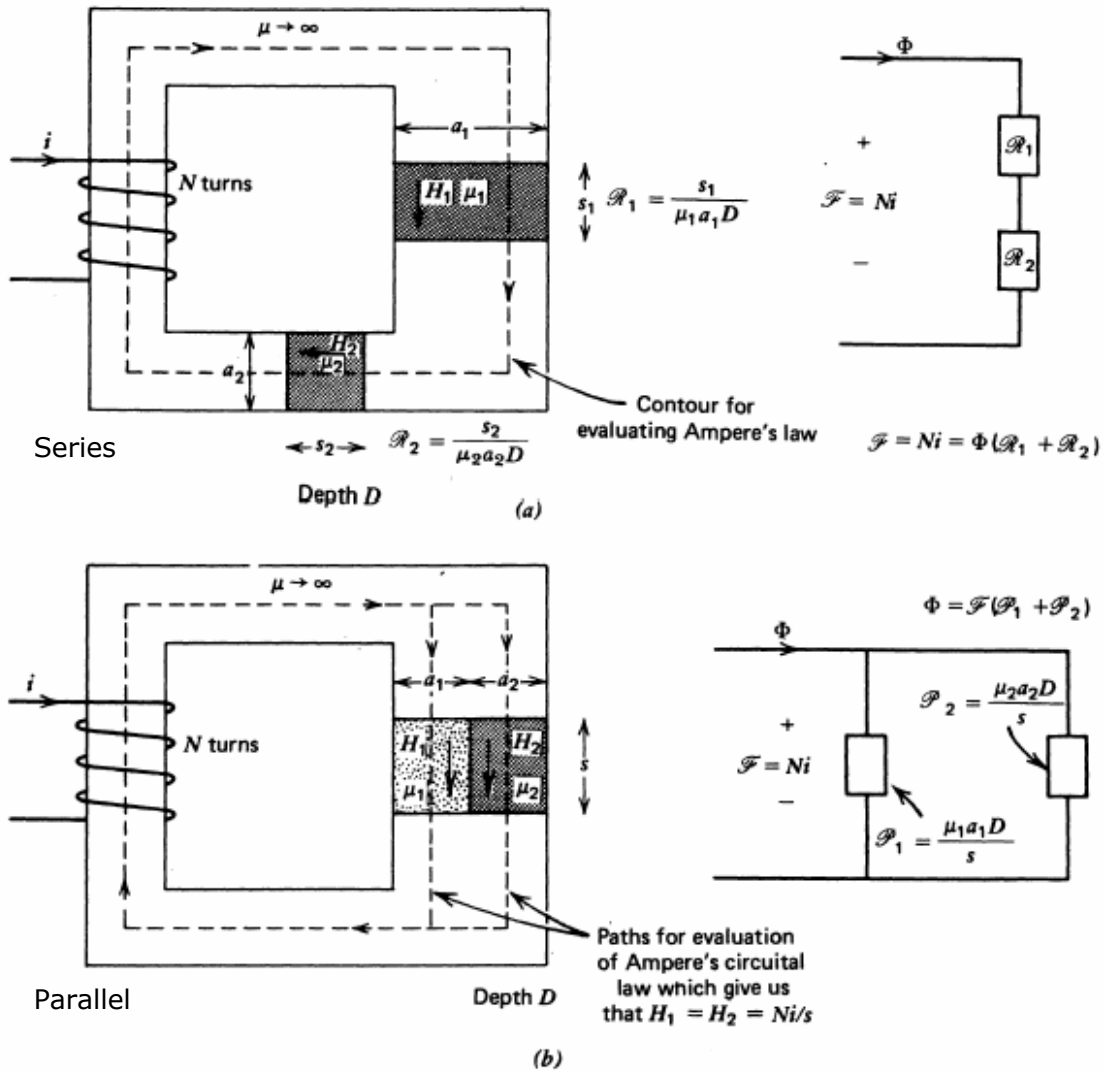 μ → ∞
i
N turns
a₁
H₁ μ₁
s₁
ℛ₁ = s₁ / μ₁a₁D
H₂
μ₂
a₂
s₂
ℛ₂ = s₂ / μ₂a₂D
Contour for
evaluating Ampere's law
Series
Depth D
(a)
Φ
+
ℱ = Ni
−
ℛ₁
ℛ₂
ℱ = Ni = Φ(ℛ₁ + ℛ₂)
μ → ∞
i
N turns
a₁ a₂
H₁ H₂
μ₁ μ₂
s
Φ = ℱ(𝒫₁ + 𝒫₂)
Φ
+
ℱ = Ni
−
𝒫₂ = μ₂a₂D / s
𝒫₁ = μ₁a₁D / s
Paths for evaluation
of Ampere's circuital
law which give us
that H₁ = H₂ = Ni/s
Parallel
Depth D
(b)